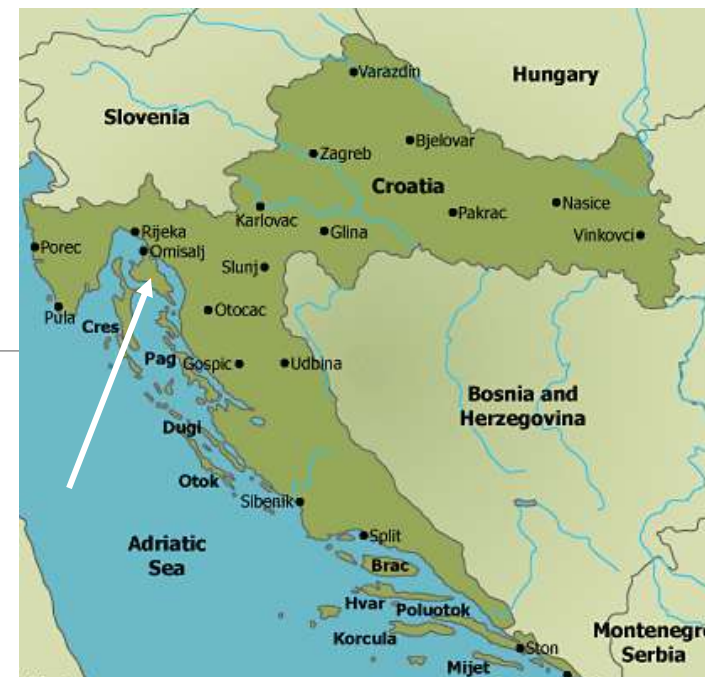 Varazdin
Hungary
Slovenia
Bjelovar
Zagreb
Croatia
Karlovac
Nasice
Pakrac
Rijeka
Glina
Vinkovci
Porec
Omisalj
Slunj
Pula
Otocac
Cres
Pag
Gospic
Udbina
Bosnia and
Herzegovina
Dugi
Otok
Sibenik
Adriatic
Sea
Split
Brac
Hvar
Poluotok
Korcula
Montenegr
Serbia
Ston
Mijet